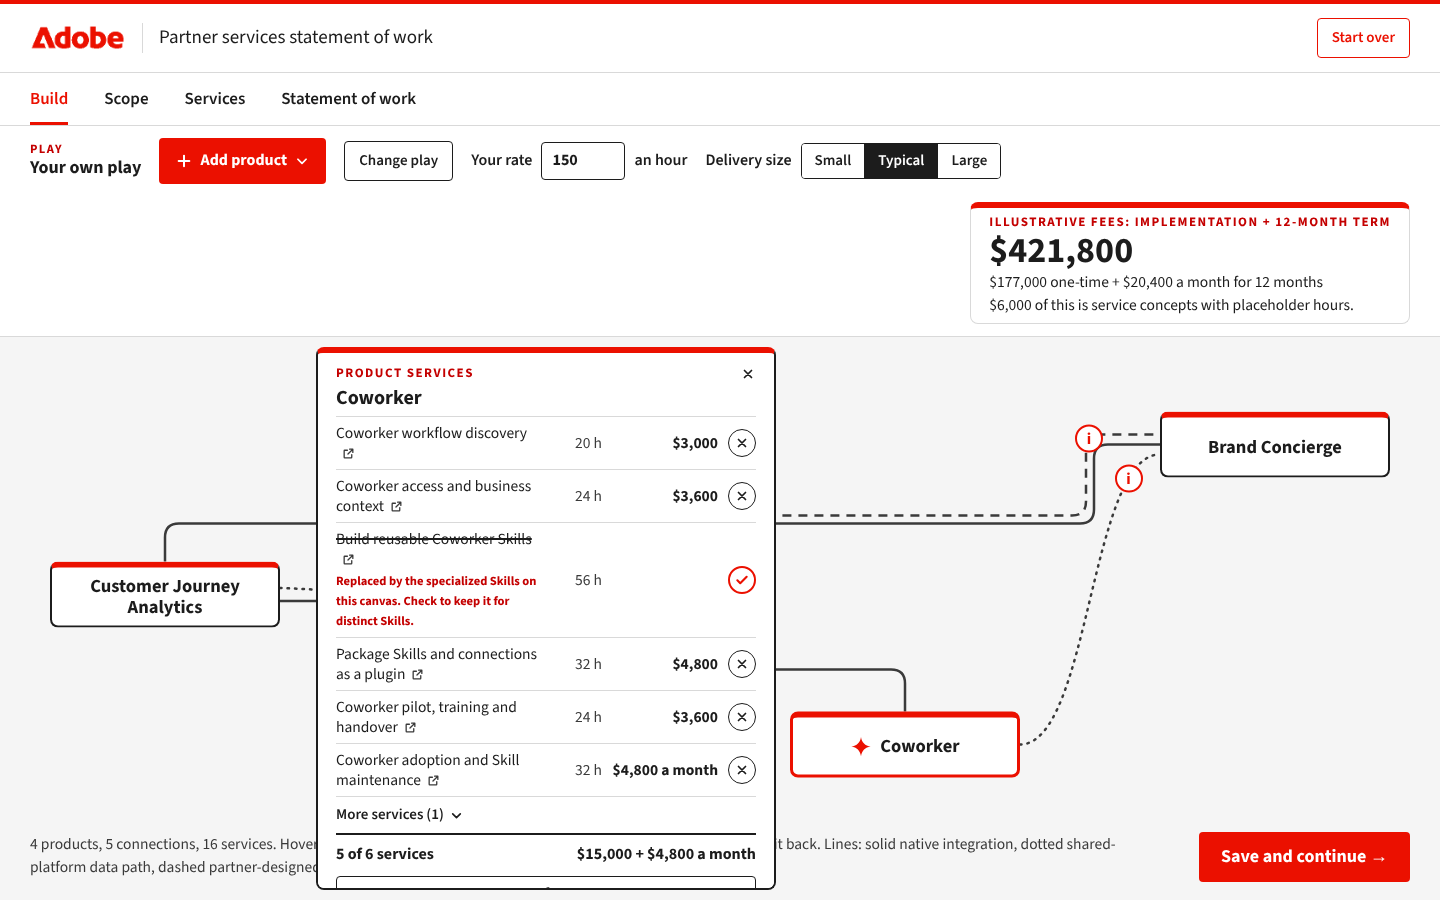 Adobe
Partner services statement of work
Start over
Build
Scope
Services
Statement of work
PLAY
Your own play
Add product
Change play
Your rate
150
an hour
Delivery size
Small
Typical
Large
ILLUSTRATIVE FEES: IMPLEMENTATION + 12-MONTH TERM
$421,800
$177,000 one-time + $20,400 a month for 12 months
$6,000 of this is service concepts with placeholder hours.
PRODUCT SERVICES
Coworker
Coworker workflow discovery
20 h
$3,000
Coworker access and business
context
24 h
$3,600
Build reusable Coworker Skills
Replaced by the specialized Skills on
this canvas. Check to keep it for
distinct Skills.
56 h
Package Skills and connections
as a plugin
32 h
$4,800
Coworker pilot, training and
handover
24 h
$3,600
Coworker adoption and Skill
maintenance
32 h
$4,800 a month
More services (1)
5 of 6 services
$15,000 + $4,800 a month
Customer Journey
Analytics
i
i
Brand Concierge
Coworker
4 products, 5 connections, 16 services. Hover
it back. Lines: solid native integration, dotted shared-
platform data path, dashed partner-designed
Save and continue →